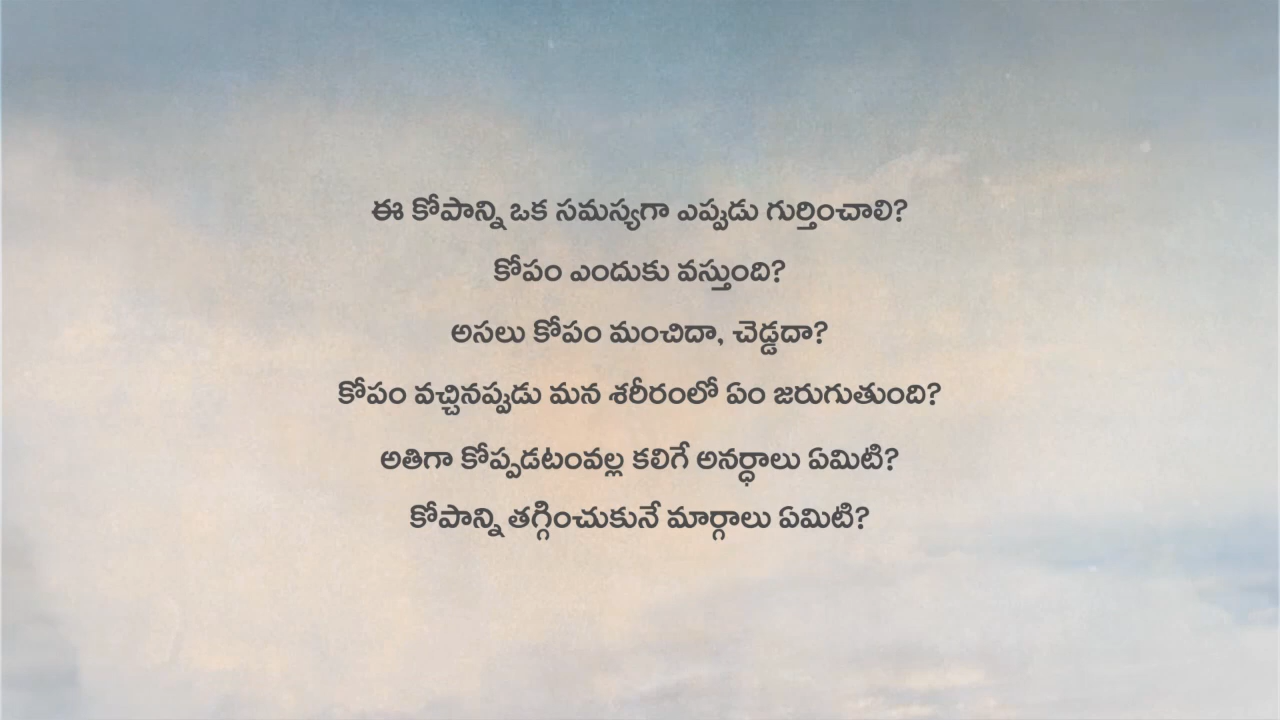 ఈ కోపాన్ని ఒక సమస్యగా ఎప్పుడు గుర్తించాలి?
కోపం ఎందుకు వస్తుంది?
అసలు కోపం మంచిదా, చెడ్డదా?
కోపం వచ్చినప్పుడు మన శరీరంలో ఏం జరుగుతుంది?
అతిగా కోప్పడటంవల్ల కలిగే అనర్ధాలు ఏమిటి?
కోపాన్ని తగ్గించుకునే మార్గాలు ఏమిటి?